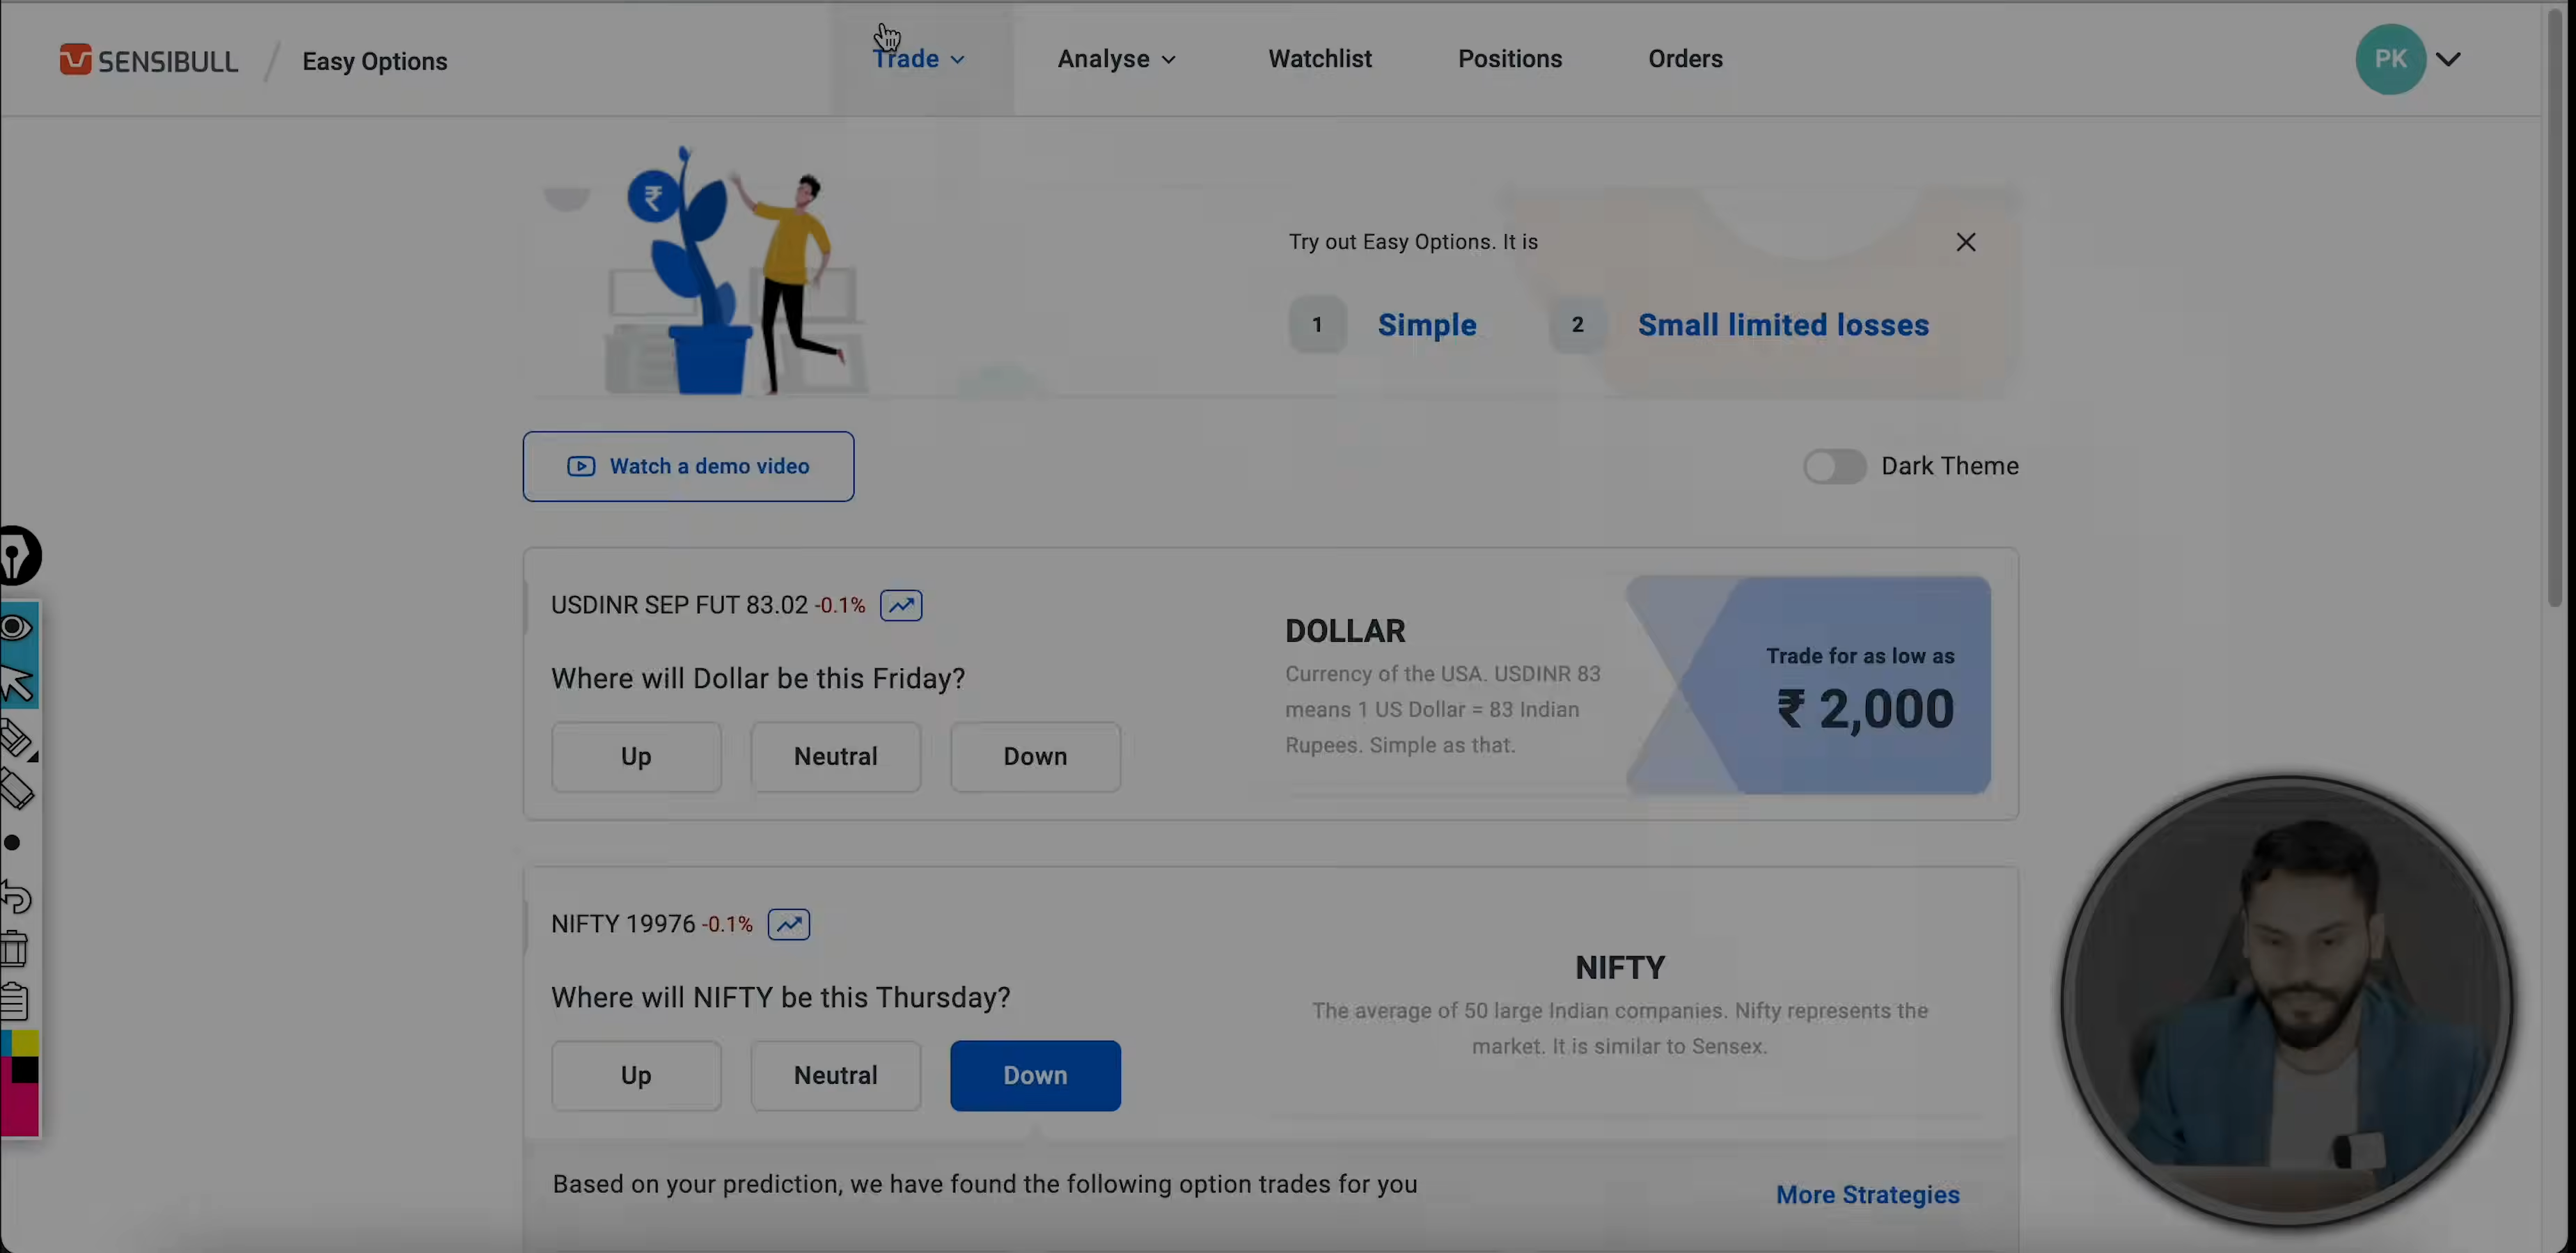 SENSIBULL / Easy Options
Trade
Analyse
Watchlist
Positions
Orders
PK
₹
Try out Easy Options. It is
1 Simple
2 Small limited losses
Watch a demo video
Dark Theme
USDINR SEP FUT 83.02 -0.1%
Where will Dollar be this Friday?
Up
Neutral
Down
DOLLAR
Currency of the USA. USDINR 83
means 1 US Dollar = 83 Indian
Rupees. Simple as that.
Trade for as low as
₹ 2,000
NIFTY 19976 -0.1%
Where will NIFTY be this Thursday?
Up
Neutral
Down
NIFTY
The average of 50 large Indian companies. Nifty represents the
market. It is similar to Sensex.
Based on your prediction, we have found the following option trades for you
More Strategies